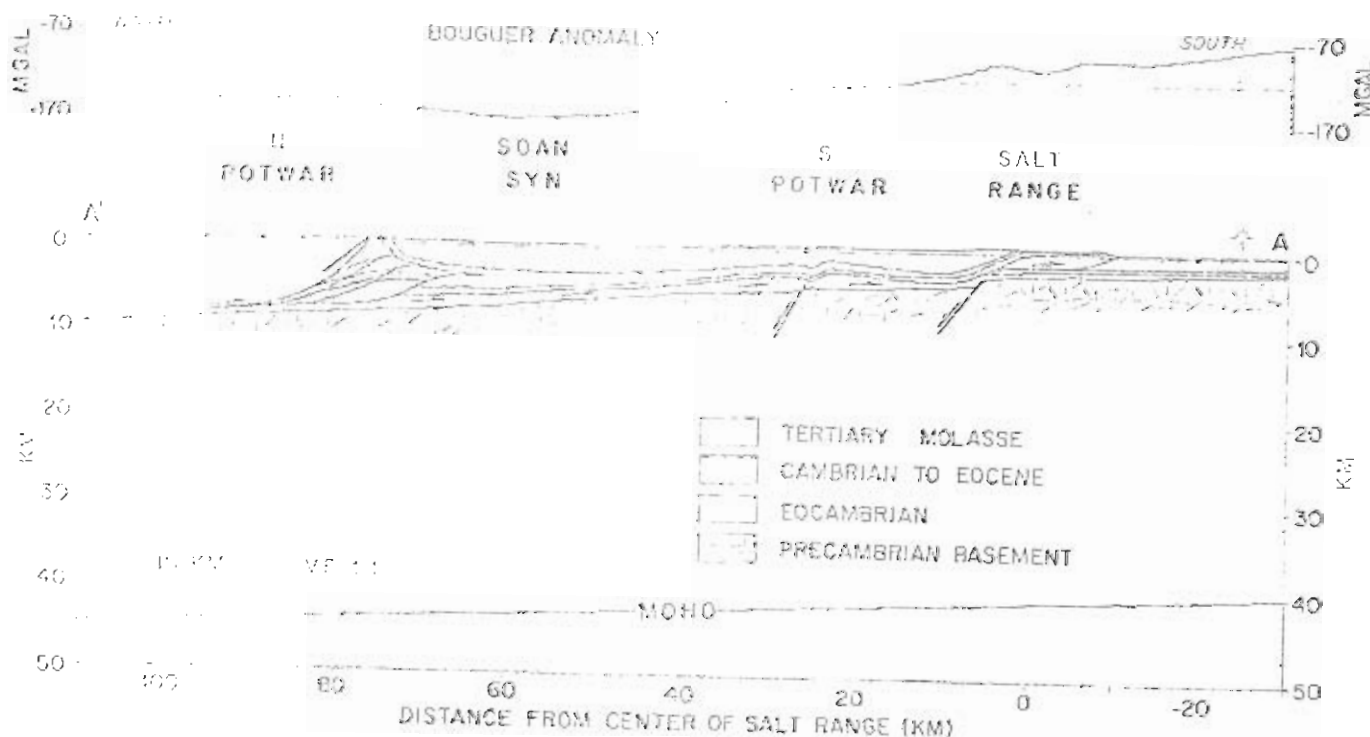 -70
MGAL
-170
BOUGUER ANOMALY
SOUTH
-70
MGAL
-170
N
POTWAR
SOAN
SYN
S
POTWAR
SALT
RANGE
A'
A
0
10
20
30
40
50
KM
0
10
20
30
40
50
KM
TERTIARY MOLASSE
CAMBRIAN TO EOCENE
EOCAMBRIAN
PRECAMBRIAN BASEMENT
MOHO
100
80
60
40
20
0
-20
DISTANCE FROM CENTER OF SALT RANGE (KM)